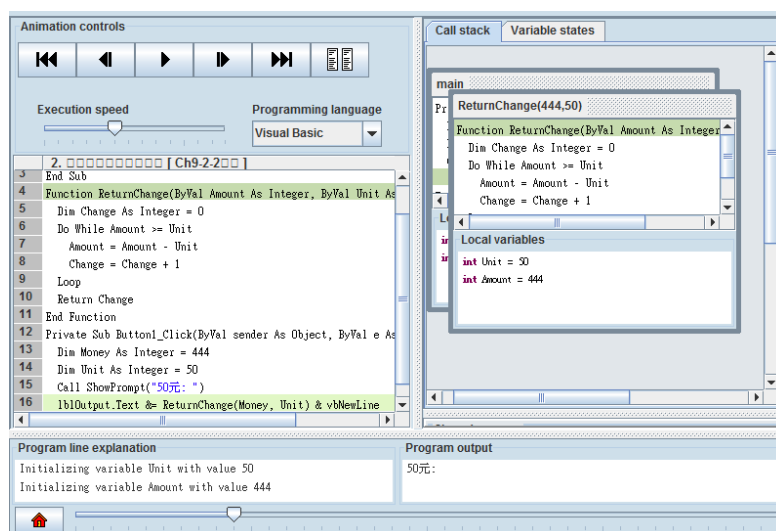 Animation controls
Execution speed
Programming language
Visual Basic
2. □□□□□□□□□□ [ Ch9-2-2□□ ]
3 End Sub
4 Function ReturnChange(ByVal Amount As Integer, ByVal Unit As
5 Dim Change As Integer = 0
6 Do While Amount >= Unit
7 Amount = Amount - Unit
8 Change = Change + 1
9 Loop
10 Return Change
11 End Function
12 Private Sub Button1_Click(ByVal sender As Object, ByVal e As
13 Dim Money As Integer = 444
14 Dim Unit As Integer = 50
15 Call ShowPrompt("50元: ")
16 lblOutput.Text &= ReturnChange(Money, Unit) & vbNewLine
Call stack
Variable states
main
Pr
ReturnChange(444,50)
Function ReturnChange(ByVal Amount As Integer
Dim Change As Integer = 0
Do While Amount >= Unit
Amount = Amount - Unit
Change = Change + 1
Local variables
int Unit = 50
int Amount = 444
Program line explanation
Initializing variable Unit with value 50
Initializing variable Amount with value 444
Program output
50元: